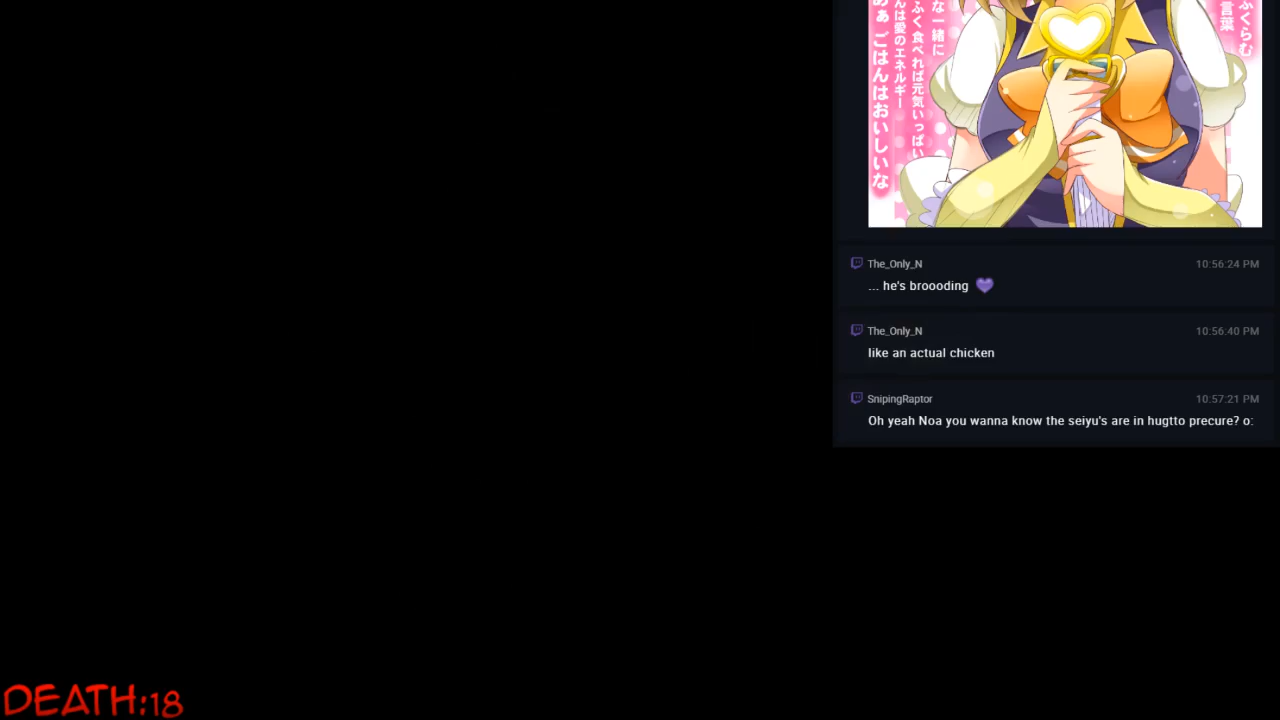 ふくらむ
言葉
な一緒に
ふく食べれば元気いっぱい
んは愛のエネルギー
あぁ ごはんはおいしいな
The_Only_N 10:56:24 PM
... he's broooding 💜
The_Only_N 10:56:40 PM
like an actual chicken
SnipingRaptor 10:57:21 PM
Oh yeah Noa you wanna know the seiyu's are in hugtto precure? o:
DEATH:18